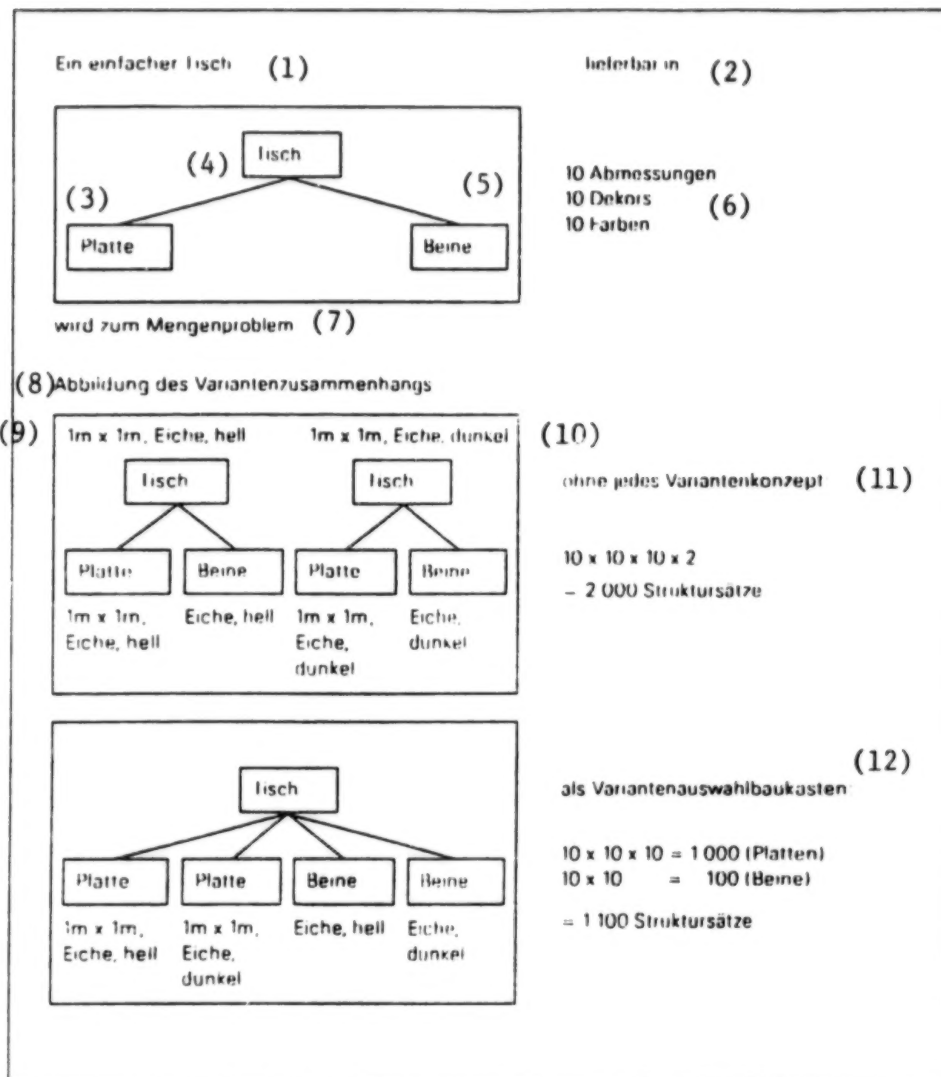 Ein einfacher Tisch (1) lieferbar in (2)
(4) Tisch
10 Abmessungen
(3) (5) 10 Dekors (6)
10 Farben
Platte Beine
wird zum Mengenproblem (7)
(8) Abbildung des Variantenzusammenhangs
(9) 1m x 1m, Eiche, hell 1m x 1m, Eiche, dunkel (10)
Tisch Tisch ohne jedes Variantenkonzept (11)
Platte Beine Platte Beine 10 x 10 x 10 x 2
= 2 000 Struktursätze
1m x 1m, Eiche, hell 1m x 1m, Eiche,
Eiche, hell Eiche, dunkel
dunkel
(12)
Tisch als Variantenauswahlbaukasten
Platte Platte Beine Beine
10 x 10 x 10 = 1 000 (Platten)
10 x 10 = 100 (Beine)
1m x 1m, 1m x 1m, Eiche, hell Eiche, = 1 100 Struktursätze
Eiche, hell Eiche, dunkel
dunkel